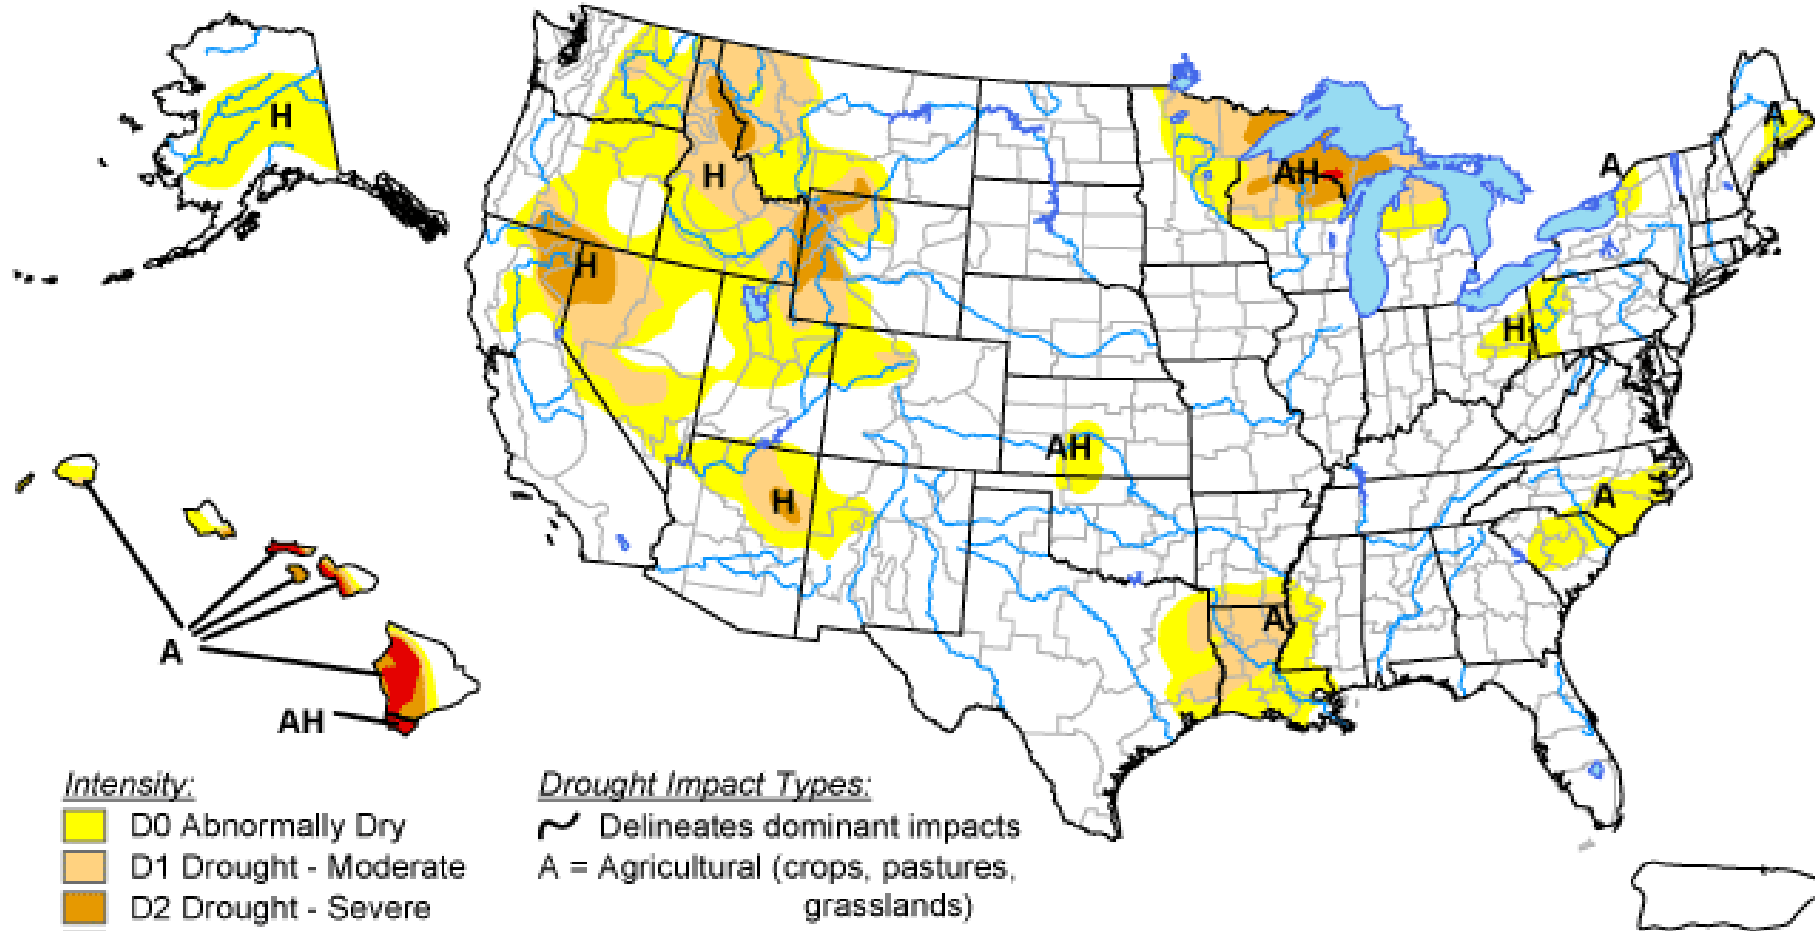 H
A
A
AH
H
H
H
AH
H
A
A
A
AH
Intensity:
D0 Abnormally Dry
D1 Drought - Moderate
D2 Drought - Severe
Drought Impact Types:
Delineates dominant impacts
A = Agricultural (crops, pastures,
grasslands)